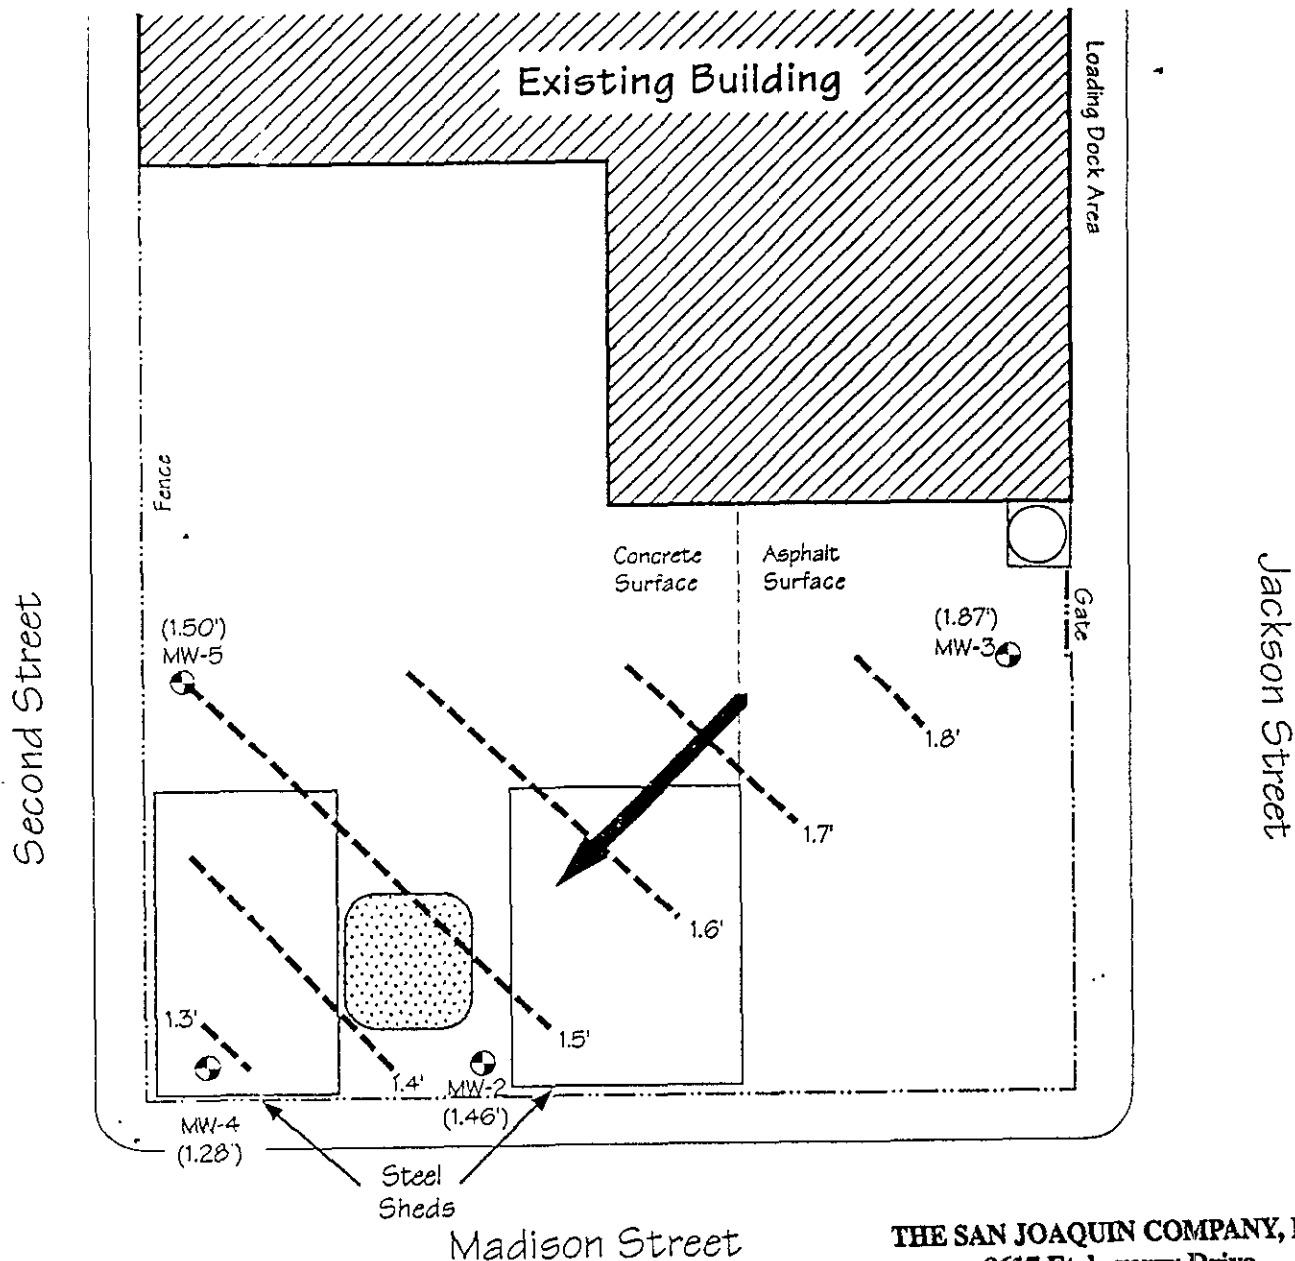 Existing Building
Loading Dock Area
Fence
Concrete
Surface
Asphalt
Surface
Gate
Second Street
Jackson Street
(1.50')
MW-5
(1.87')
MW-3
1.8'
1.7'
1.6'
1.5'
1.4'
1.3'
MW-2
(1.46')
MW-4
(1.28')
Steel
Sheds
Madison Street
THE SAN JOAQUIN COMPANY,
Drive